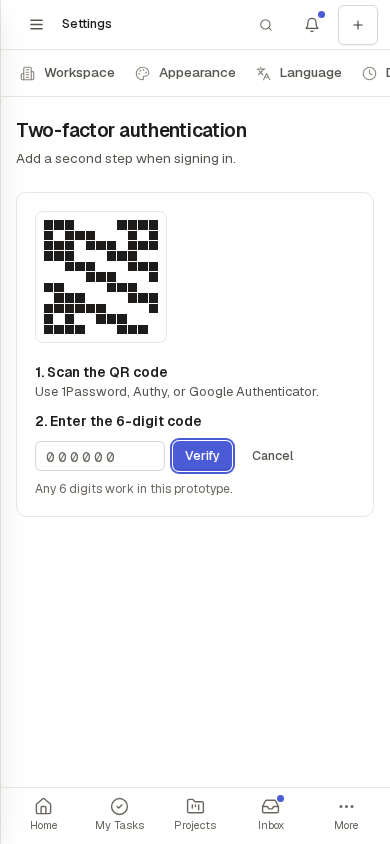 Settings
Workspace Appearance Language D
Two-factor authentication
Add a second step when signing in.
1. Scan the QR code
Use 1Password, Authy, or Google Authenticator.
2. Enter the 6-digit code
000000 Verify Cancel
Any 6 digits work in this prototype.
Home My Tasks Projects Inbox More